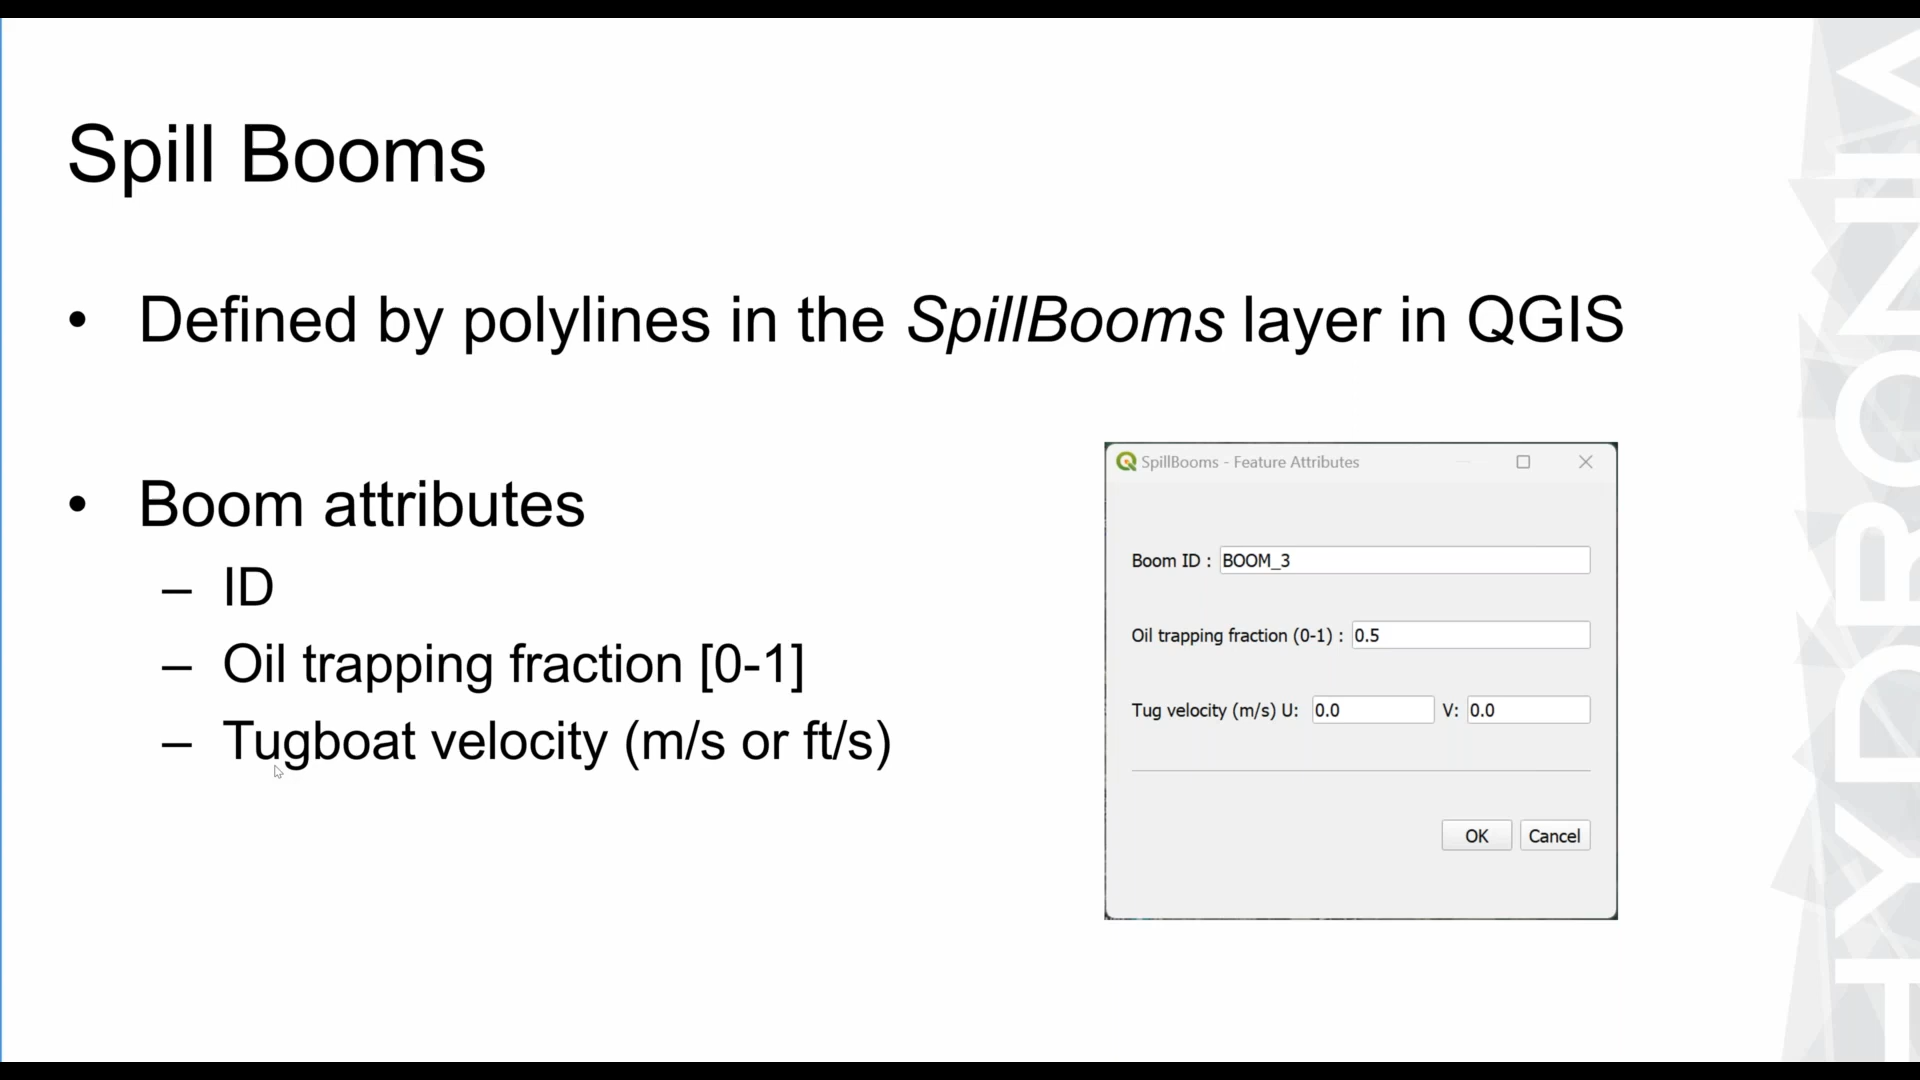 Spill Booms
• Defined by polylines in the SpillBooms layer in QGIS
• Boom attributes
– ID
– Oil trapping fraction [0-1]
– Tugboat velocity (m/s or ft/s)
SpillBooms - Feature Attributes
Boom ID : BOOM_3
Oil trapping fraction (0-1) : 0.5
Tug velocity (m/s) U: 0.0 V: 0.0
OK Cancel